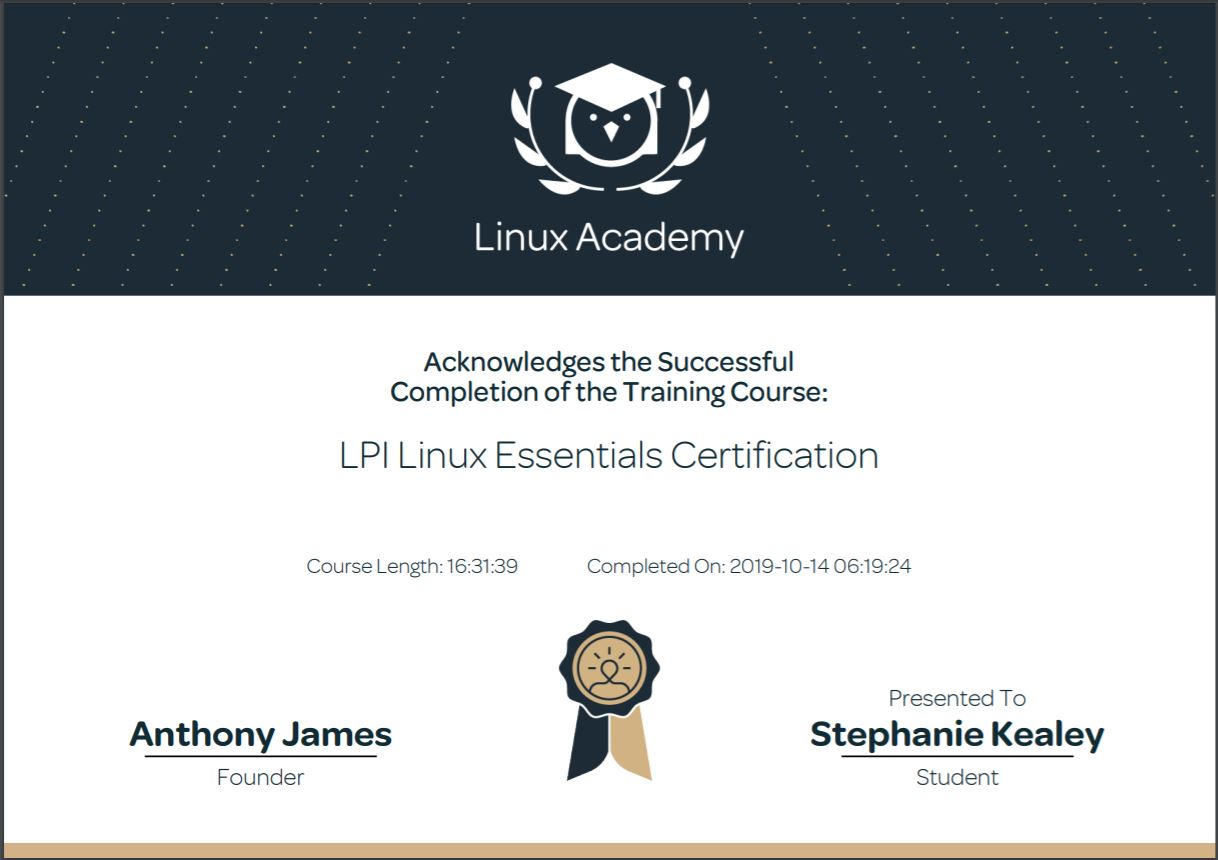 Linux Academy
Acknowledges the Successful
Completion of the Training Course:
LPI Linux Essentials Certification
Course Length: 16:31:39 Completed On: 2019-10-14 06:19:24
Anthony James
Founder
Presented To
Stephanie Kealey
Student